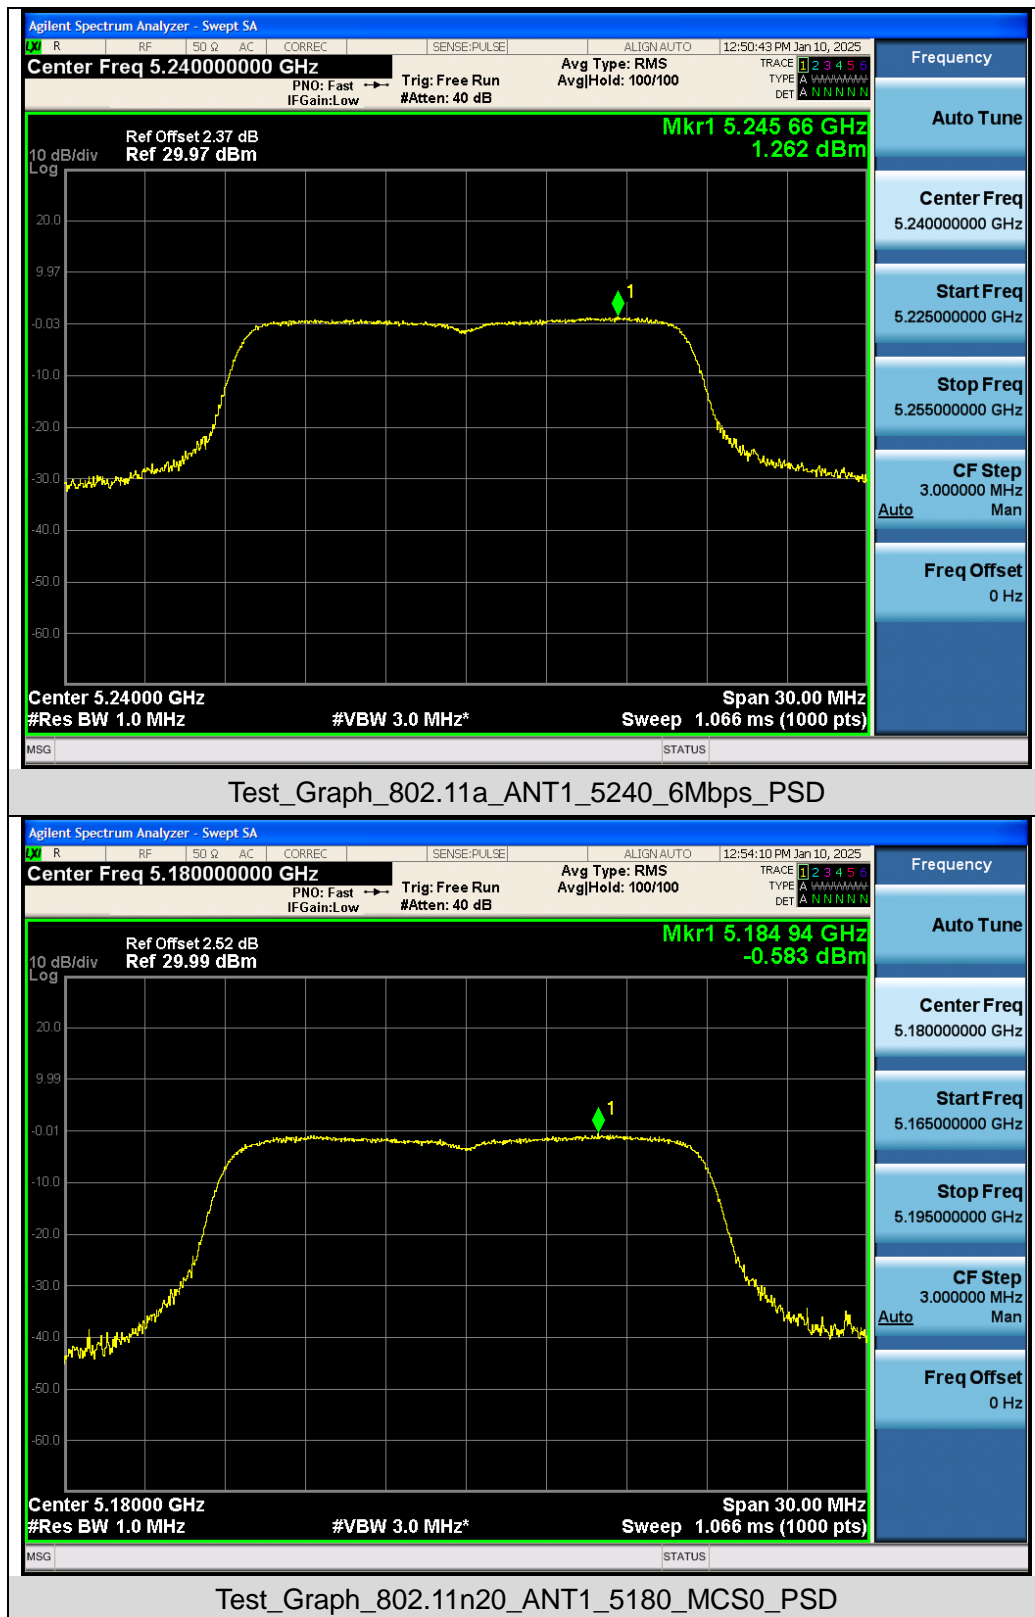 Agilent Spectrum Analyzer - Swept SA
LXI R RF 50 Ω AC CORREC SENSE:PULSE ALIGN AUTO 12:50:43 PM Jan 10, 2025
Center Freq 5.240000000 GHz
PNO: Fast
IFGain:Low
Trig: Free Run
#Atten: 40 dB
Avg Type: RMS
Avg|Hold: 100/100
TRACE 1 2 3 4 5 6
TYPE A WWWWW
DET A N N N N N
Frequency
Mkr1 5.245 66 GHz
1.262 dBm
Ref Offset 2.37 dB
10 dB/div Ref 29.97 dBm
Log
20.0
9.97
-0.03
-10.0
-20.0
-30.0
-40.0
-50.0
-60.0
1
Center 5.24000 GHz Span 30.00 MHz
#Res BW 1.0 MHz #VBW 3.0 MHz* Sweep 1.066 ms (1000 pts)
MSG STATUS
Auto Tune
Center Freq
5.240000000 GHz
Start Freq
5.225000000 GHz
Stop Freq
5.255000000 GHz
CF Step
3.000000 MHz
Auto Man
Freq Offset
0 Hz
Test_Graph_802.11a_ANT1_5240_6Mbps_PSD
Agilent Spectrum Analyzer - Swept SA
LXI R RF 50 Ω AC CORREC SENSE:PULSE ALIGN AUTO 12:54:10 PM Jan 10, 2025
Center Freq 5.180000000 GHz
PNO: Fast
IFGain:Low
Trig: Free Run
#Atten: 40 dB
Avg Type: RMS
Avg|Hold: 100/100
TRACE 1 2 3 4 5 6
TYPE A WWWWW
DET A N N N N N
Frequency
Mkr1 5.184 94 GHz
-0.583 dBm
Ref Offset 2.52 dB
10 dB/div Ref 29.99 dBm
Log
20.0
9.99
-0.01
-10.0
-20.0
-30.0
-40.0
-50.0
-60.0
1
Center 5.18000 GHz Span 30.00 MHz
#Res BW 1.0 MHz #VBW 3.0 MHz* Sweep 1.066 ms (1000 pts)
MSG STATUS
Auto Tune
Center Freq
5.180000000 GHz
Start Freq
5.165000000 GHz
Stop Freq
5.195000000 GHz
CF Step
3.000000 MHz
Auto Man
Freq Offset
0 Hz
Test_Graph_802.11n20_ANT1_5180_MCS0_PSD